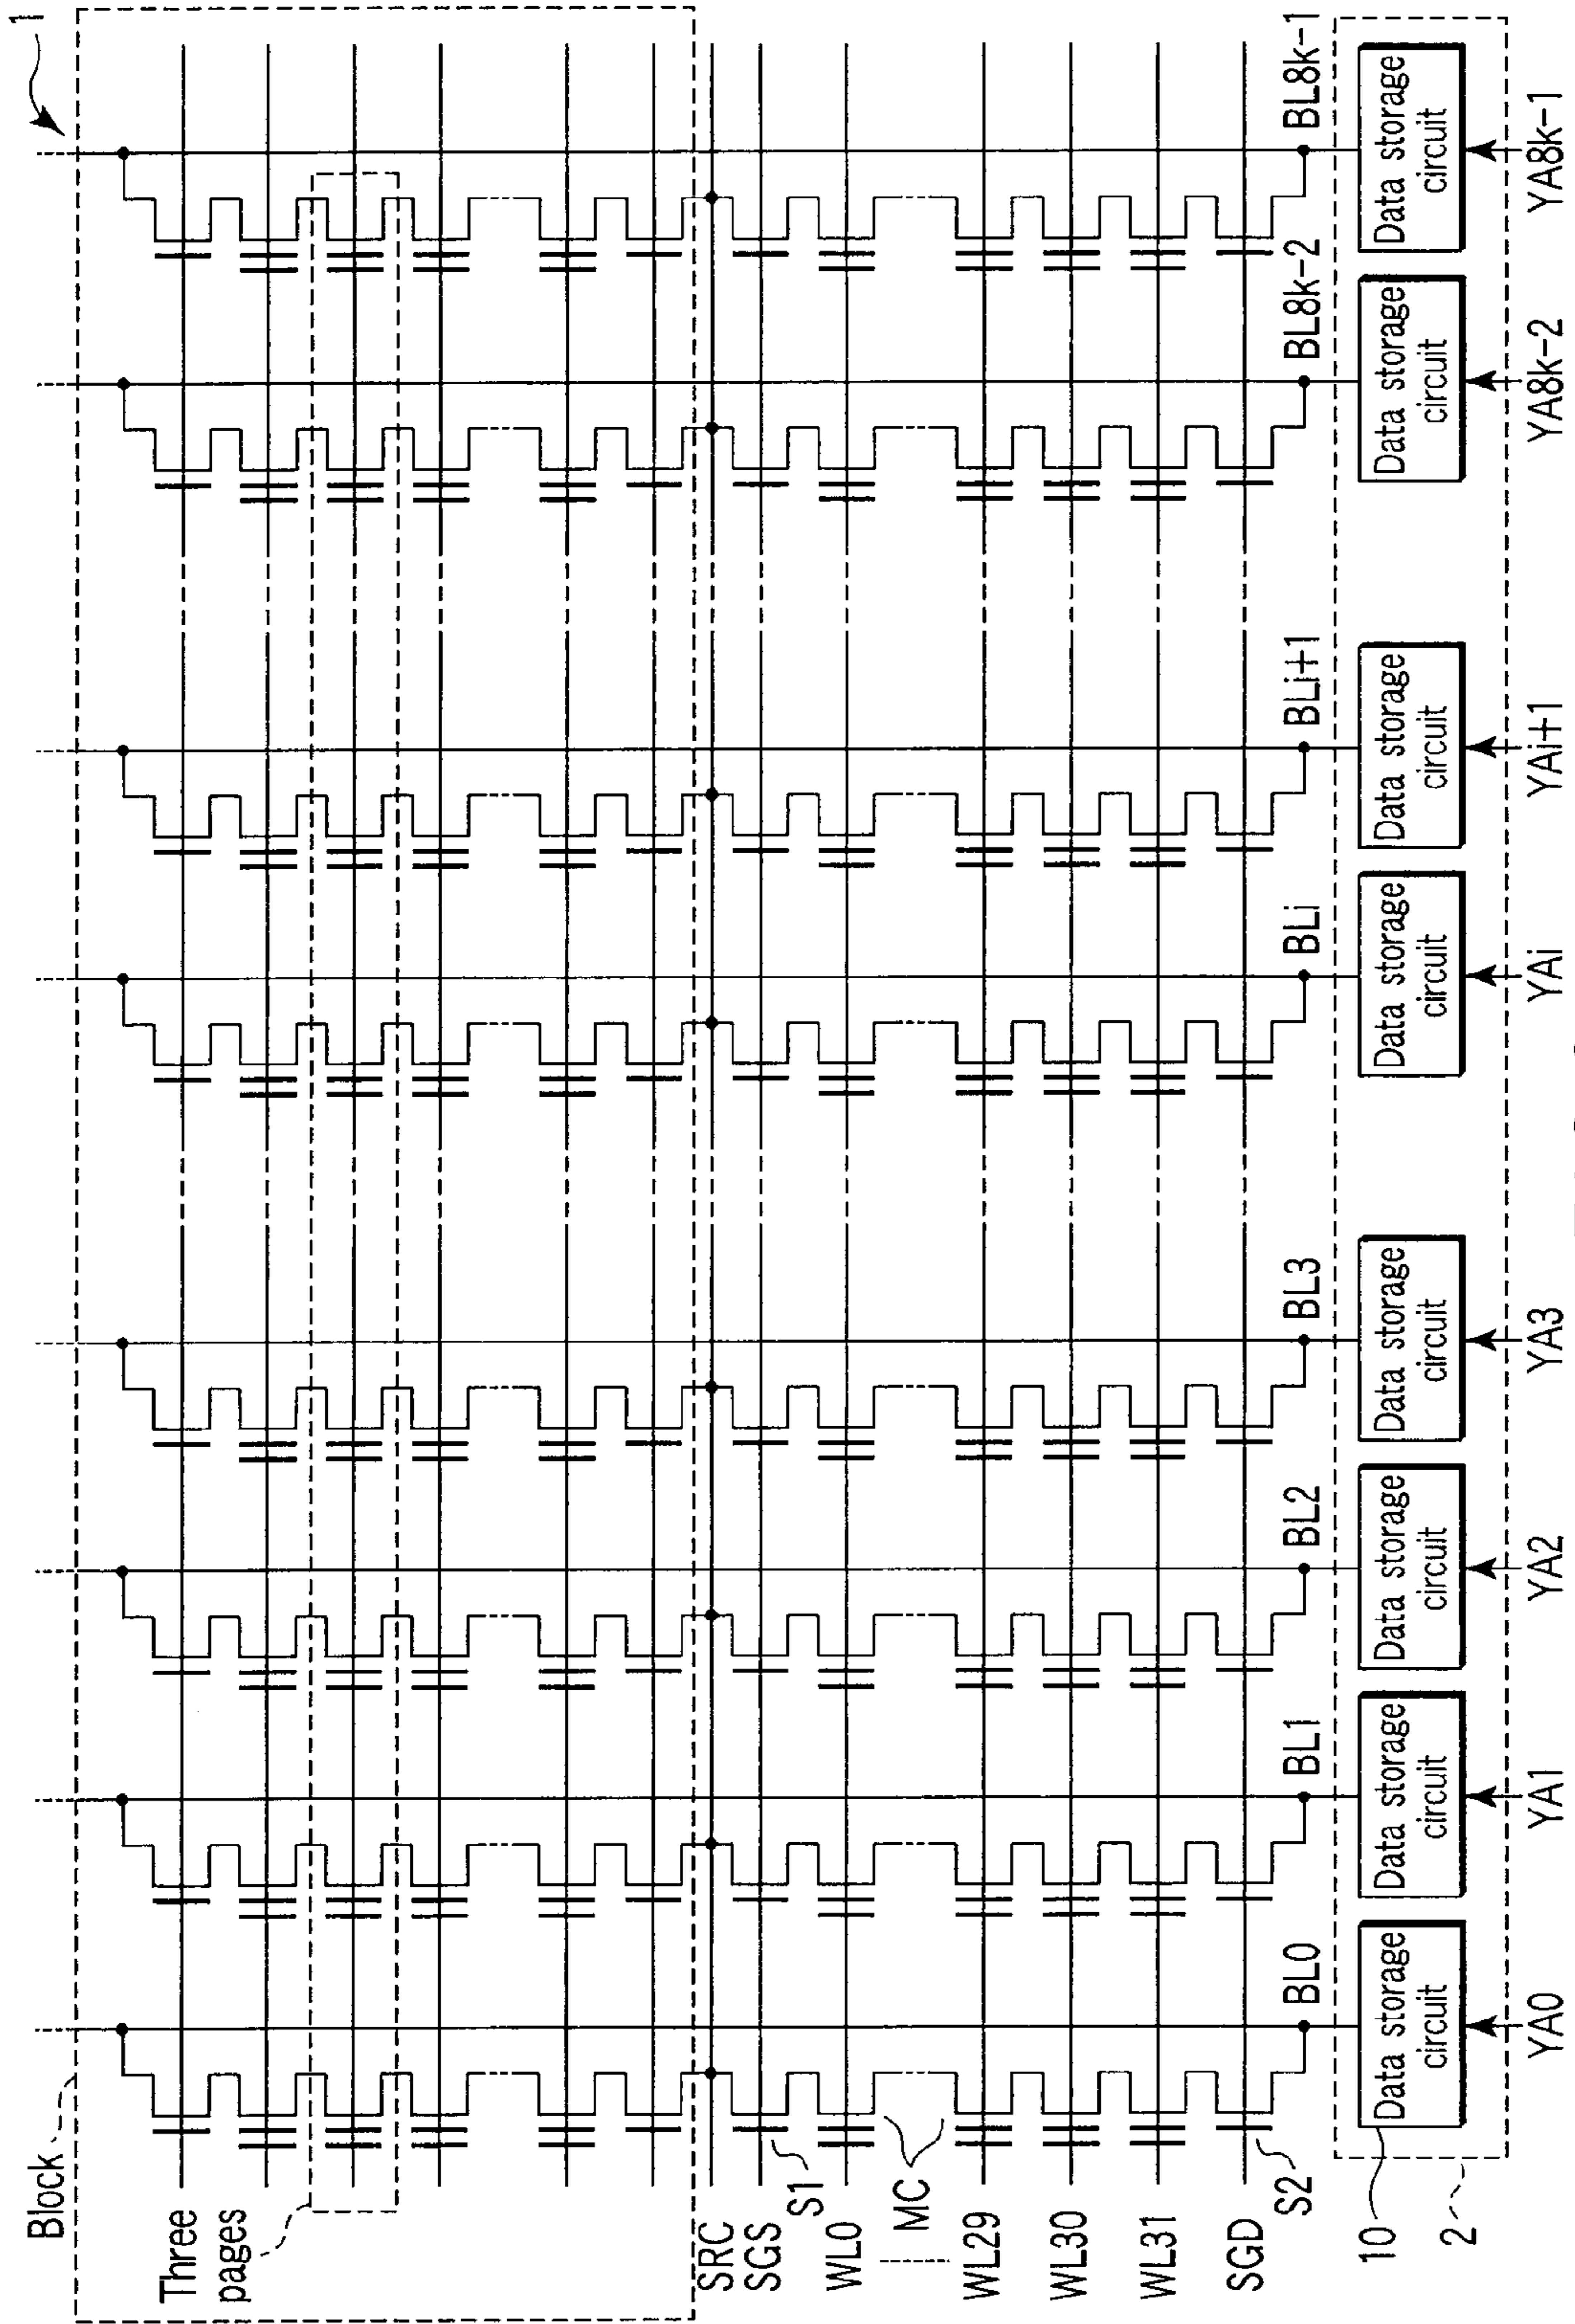 1
Block
Three
pages
SRC
SGS
S1
WL0
MC
WL29
WL30
WL31
SGD
S2
BL0
BL1
BL2
BL3
BLi
BLi+1
BL8k-2
BL8k-1
10
Data storage
circuit
Data storage
circuit
Data storage
circuit
Data storage
circuit
Data storage
circuit
Data storage
circuit
Data storage
circuit
Data storage
circuit
2
YA0
YA1
YA2
YA3
YAi
YAi+1
YA8k-2
YA8k-1